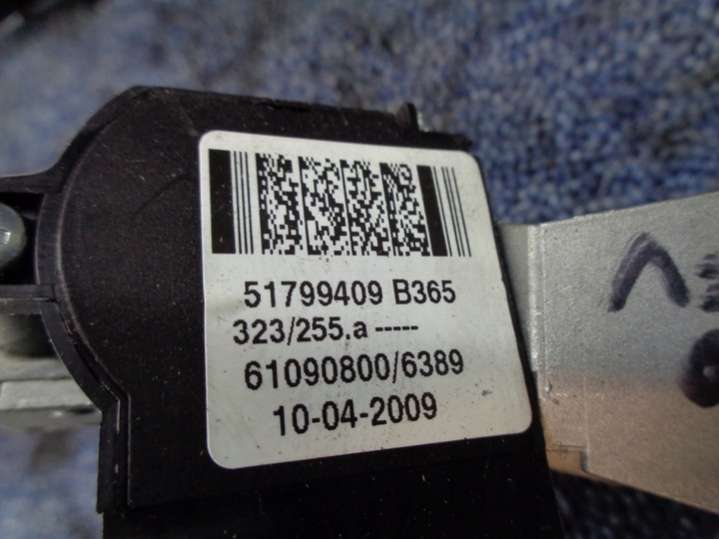 51799409 B365
323/255.a -----
61090800/6389
10-04-2009